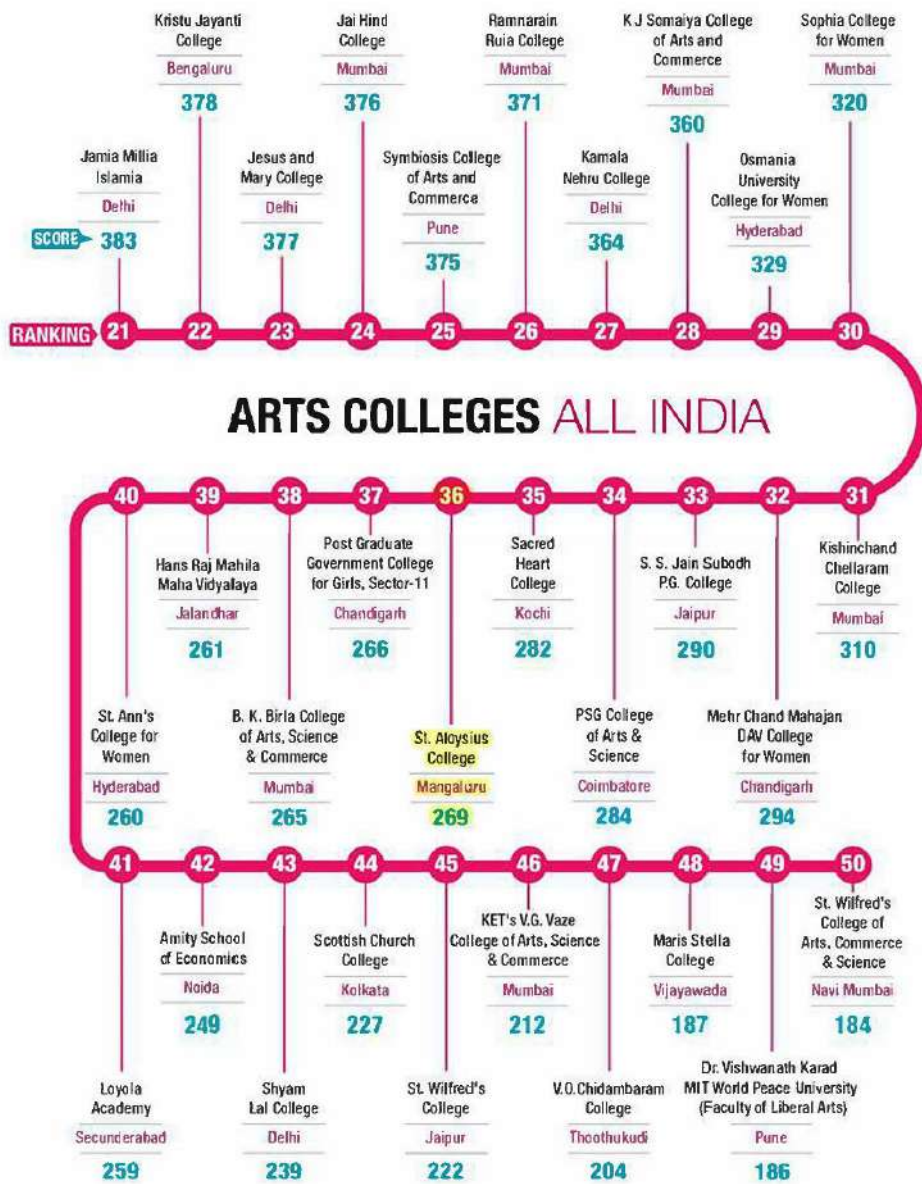 Kristu Jayanti
College
Bengaluru
378
Jai Hind
College
Mumbai
376
Ramnarain
Ruia College
Mumbai
371
K J Somaiya College
of Arts and
Commerce
Mumbai
360
Sophia College
for Women
Mumbai
320
Jamia Millia
Islamia
Delhi
SCORE 383
Jesus and
Mary College
Delhi
377
Symbiosis College
of Arts and
Commerce
Pune
375
Kamala
Nehru College
Delhi
364
Osmania
University
College for Women
Hyderabad
329
RANKING 21 22 23 24 25 26 27 28 29 30
ARTS COLLEGES ALL INDIA
40 39 38 37 36 35 34 33 32 31
Hans Raj Mahila
Maha Vidyalaya
Jalandhar
261
Post Graduate
Government College
for Girls, Sector-11
Chandigarh
266
Sacred
Heart
College
Kochi
282
S. S. Jain Subodh
P.G. College
Jaipur
290
Kishinchand
Chellaram
College
Mumbai
310
St. Ann's
College for
Women
Hyderabad
260
B. K. Birla College
of Arts, Science
& Commerce
Mumbai
265
St. Aloysius
College
Mangaluru
269
PSG College
of Arts &
Science
Coimbatore
284
Mehr Chand Mahajan
DAV College
for Women
Chandigarh
294
41 42 43 44 45 46 47 48 49 50
Amity School
of Economics
Noida
249
Scottish Church
College
Kolkata
227
KET's V.G. Vaze
College of Arts, Science
& Commerce
Mumbai
212
Maris Stella
College
Vijayawada
187
St. Wilfred's
College of
Arts, Commerce
& Science
Navi Mumbai
184
Loyola
Academy
Secunderabad
259
Shyam
Lal College
Delhi
239
St. Wilfred's
College
Jaipur
222
V.O.Chidambaram
College
Thoothukudi
204
Dr. Vishwanath Karad
MIT World Peace University
(Faculty of Liberal Arts)
Pune
186